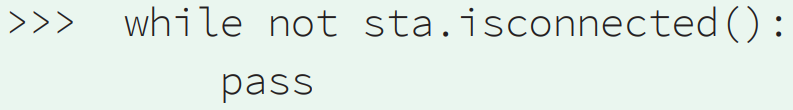 >>>  while not sta.isconnected():
         pass